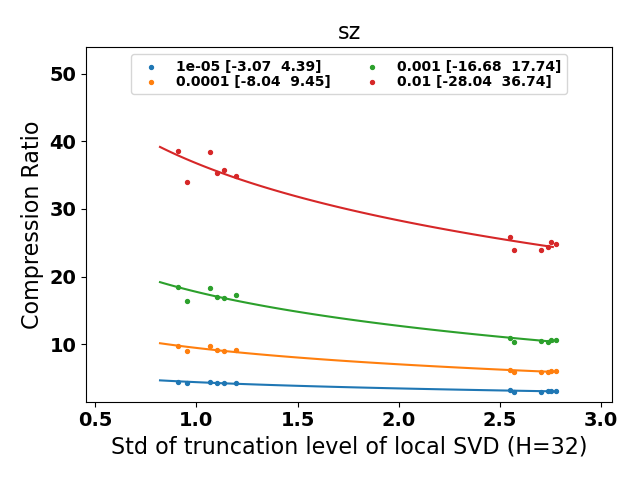 sz
1e-05 [-3.07  4.39]
0.0001 [-8.04  9.45]
0.001 [-16.68  17.74]
0.01 [-28.04  36.74]
Compression Ratio
50
40
30
20
10
0.5 1.0 1.5 2.0 2.5 3.0
Std of truncation level of local SVD (H=32)